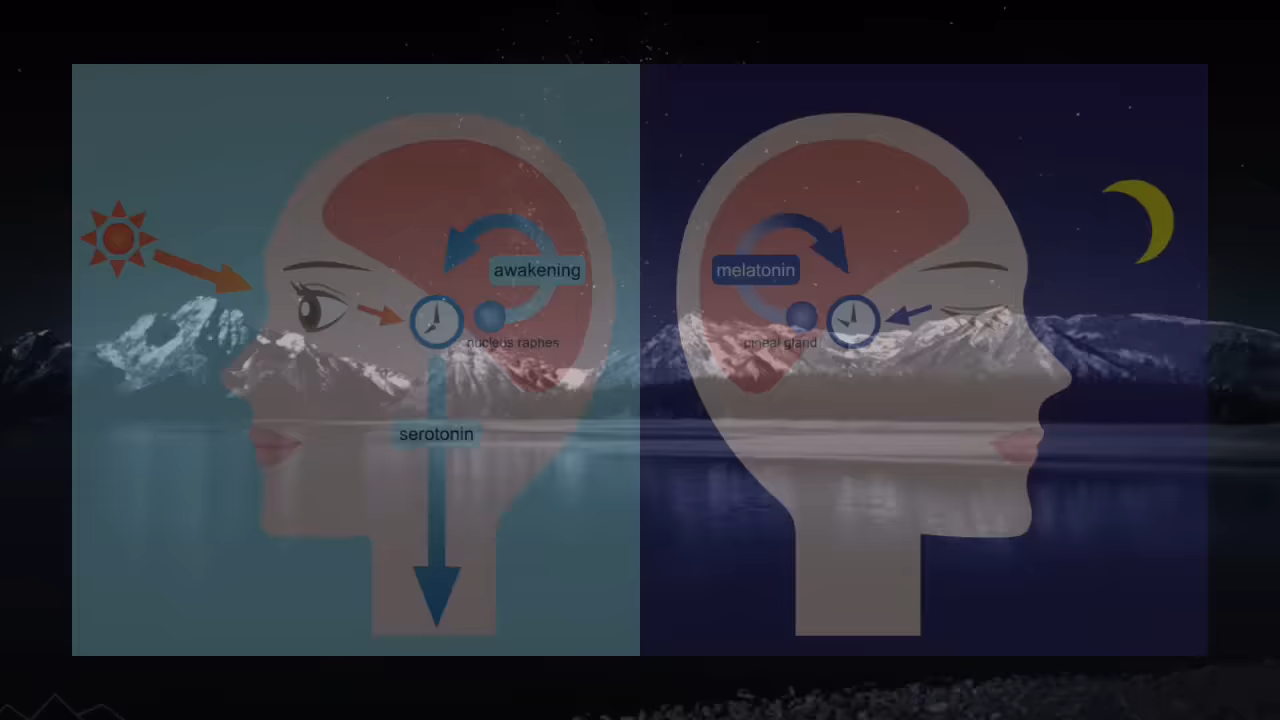 awakening
nucleus raphes
serotonin
melatonin
pineal gland